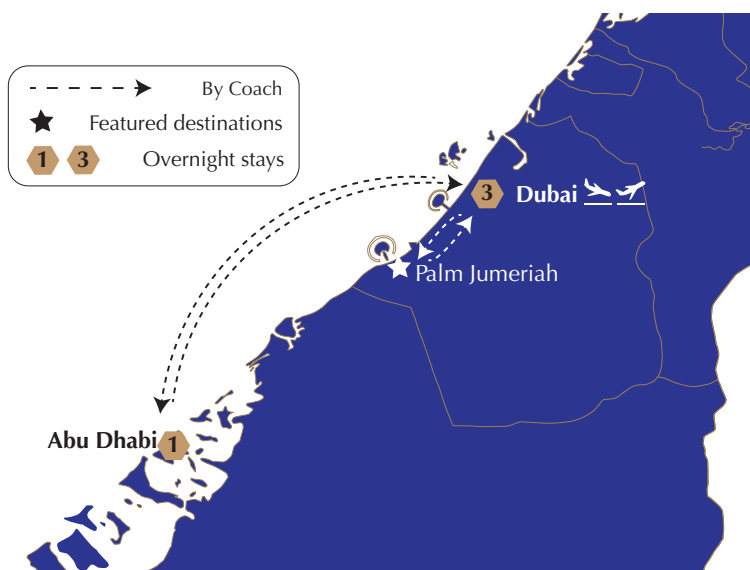 By Coach
Featured destinations
1 3 Overnight stays
3 Dubai
Palm Jumeriah
Abu Dhabi 1